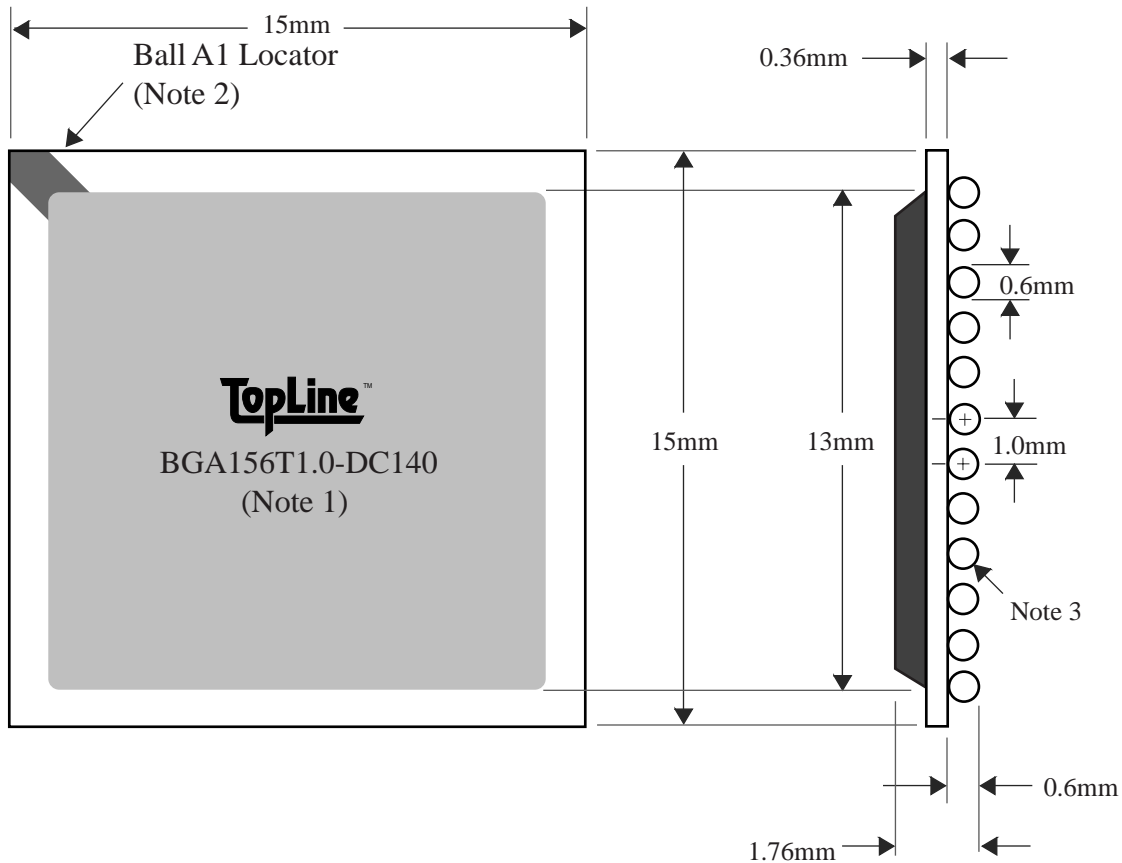 15mm
Ball A1 Locator
(Note 2)
0.36mm
0.6mm
TopLine™
BGA156T1.0-DC140
(Note 1)
15mm
13mm
1.0mm
Note 3
0.6mm
1.76mm